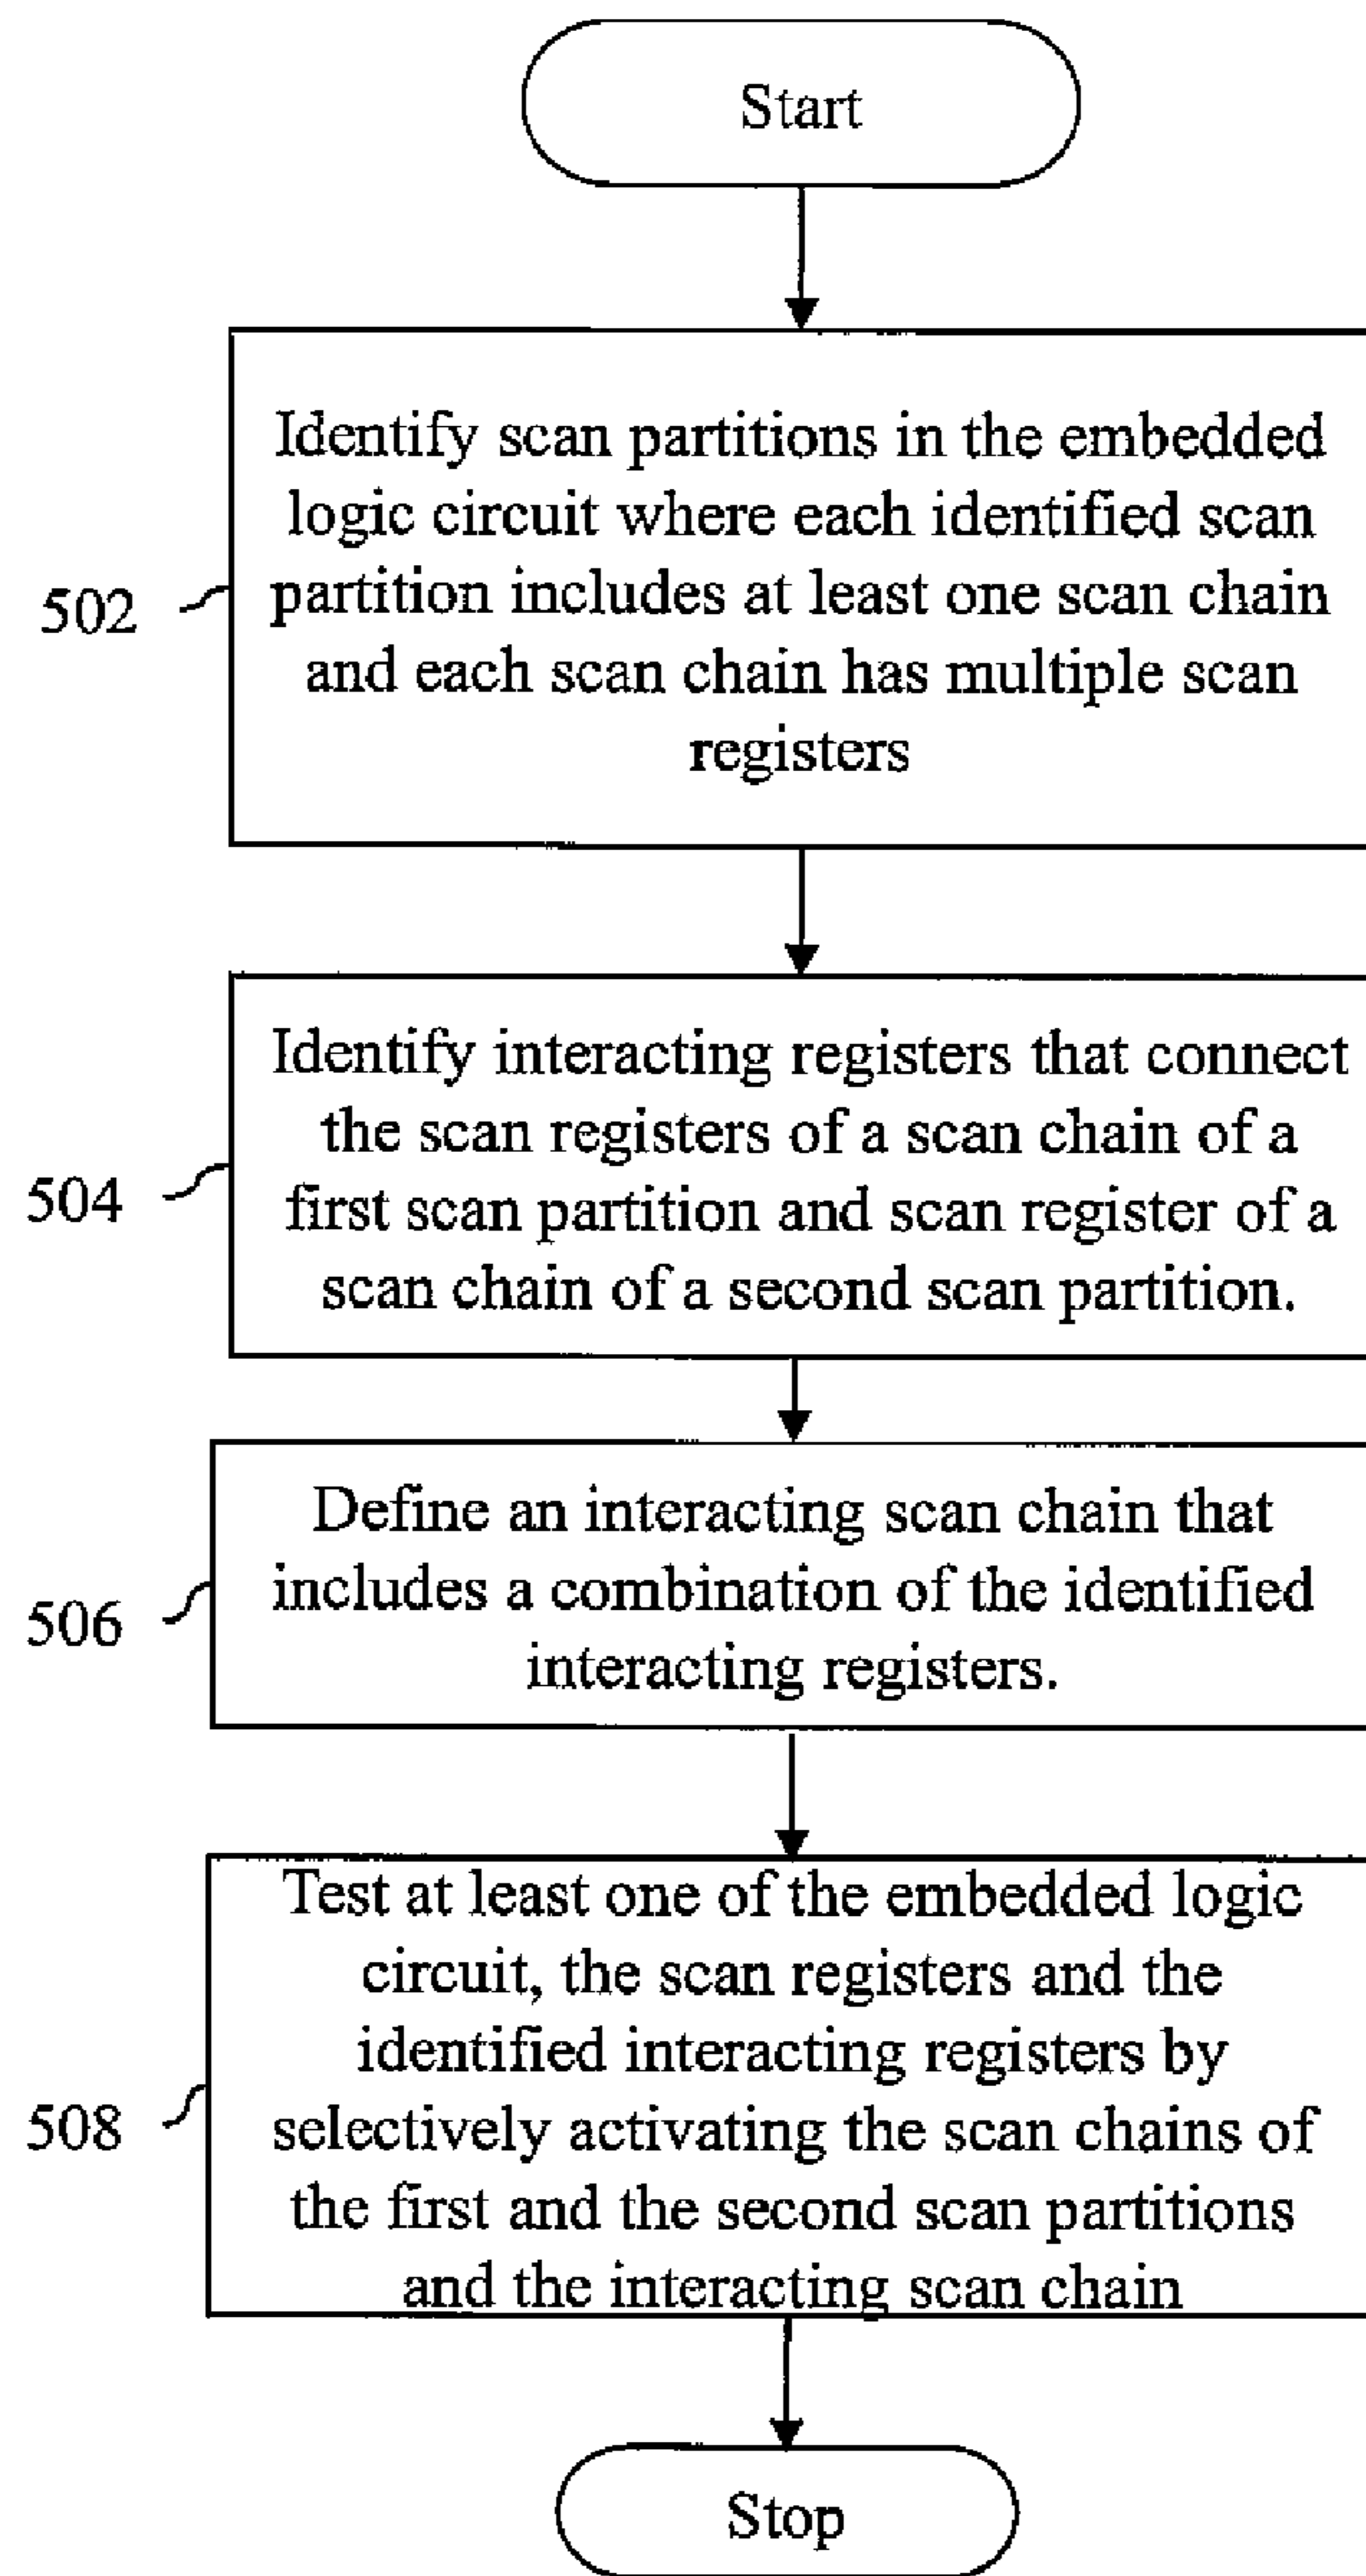 Start
Identify scan partitions in the embedded
logic circuit where each identified scan
partition includes at least one scan chain
and each scan chain has multiple scan
registers
502
Identify interacting registers that connect
the scan registers of a scan chain of a
first scan partition and scan register of a
scan chain of a second scan partition.
504
Define an interacting scan chain that
includes a combination of the identified
interacting registers.
506
Test at least one of the embedded logic
circuit, the scan registers and the
identified interacting registers by
selectively activating the scan chains of
the first and the second scan partitions
and the interacting scan chain
508
Stop